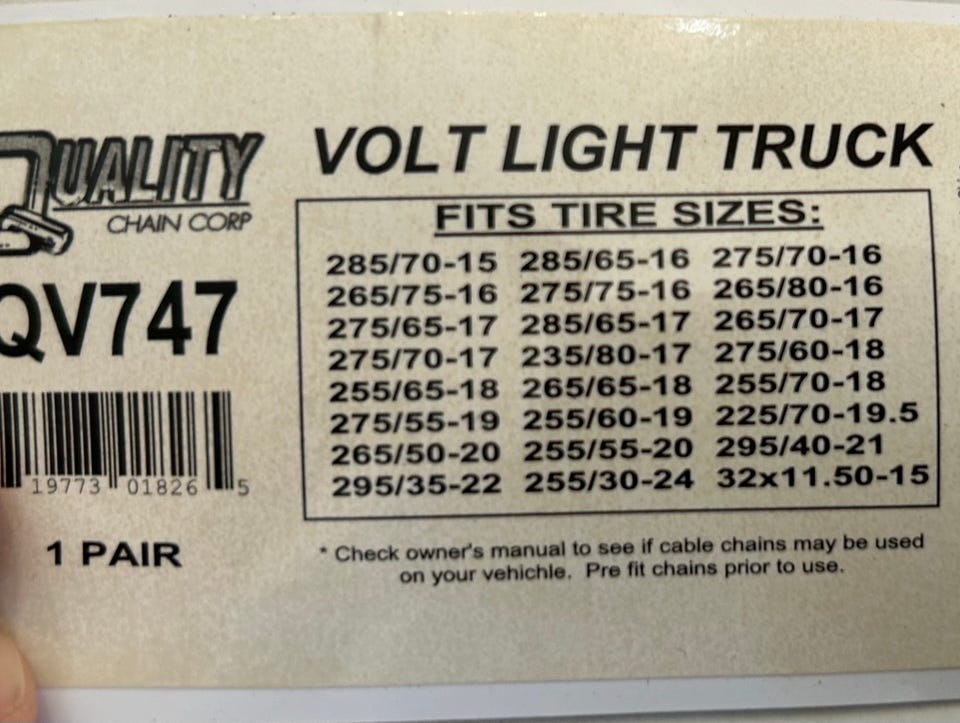 QUALITY
CHAIN CORP
QV747
19773 01826 5
1 PAIR
VOLT LIGHT TRUCK
FITS TIRE SIZES:
285/70-15 285/65-16 275/70-16
265/75-16 275/75-16 265/80-16
275/65-17 285/65-17 265/70-17
275/70-17 235/80-17 275/60-18
255/65-18 265/65-18 255/70-18
275/55-19 255/60-19 225/70-19.5
265/50-20 255/55-20 295/40-21
295/35-22 255/30-24 32x11.50-15
* Check owner's manual to see if cable chains may be used
on your vehichle. Pre fit chains prior to use.